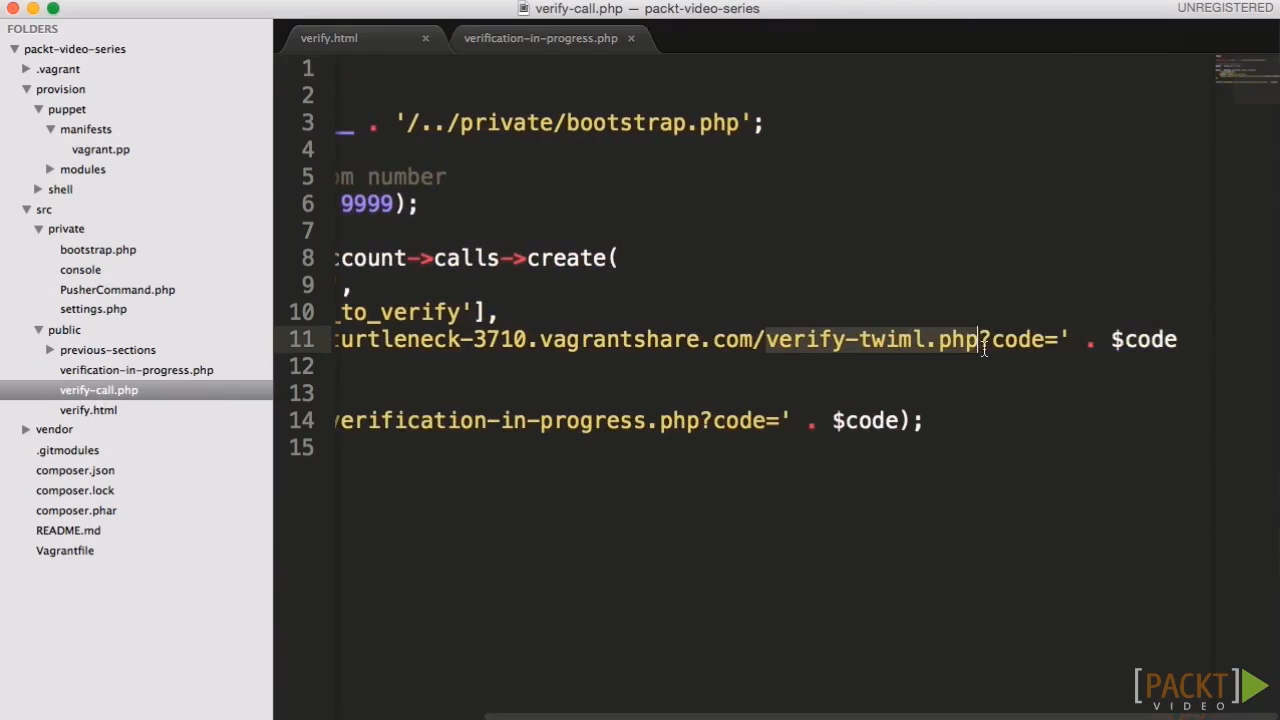 verify-call.php — packt-video-series
UNREGISTERED
FOLDERS
packt-video-series
.vagrant
provision
puppet
manifests
vagrant.pp
modules
shell
src
private
bootstrap.php
console
PusherCommand.php
settings.php
public
previous-sections
verification-in-progress.php
verify-call.php
verify.html
vendor
.gitmodules
composer.json
composer.lock
composer.phar
README.md
Vagrantfile
verify.html ×
verification-in-progress.php ×
1
2
3 __ . '/../private/bootstrap.php';
4
5 om number
6 9999);
7
8 ccount->calls->create(
9 ',
10 _to_verify'],
11 turtleneck-3710.vagrantshare.com/verify-twiml.php?code=' . $code
12
13
14 verification-in-progress.php?code=' . $code);
15
[PACKT]
VIDEO